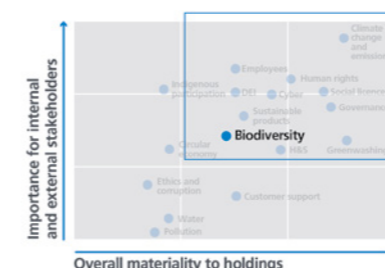 Climate
change
and
emission
Employees
Human rights
Indigenous
participation
DEI
Cyber
Social licence
Sustainable
products
Governance
Biodiversity
Circular
economy
H&S
Greenwashing
Ethics and
corruption
Customer support
Water
Pollution
Importance for internal
and external stakeholders
Overall materiality to holdings